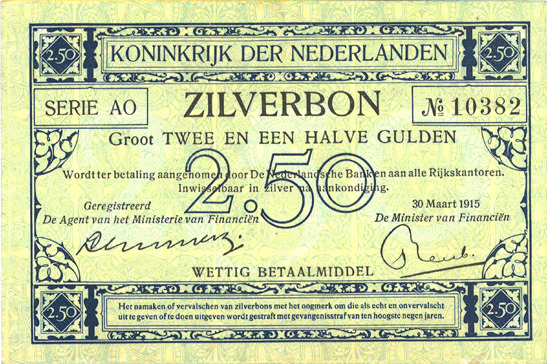 2.50 KONINKRIJK DER NEDERLANDEN 2.50
SERIE AO ZILVERBON № 10382
Groot TWEE EN EEN HALVE GULDEN
2.50
Wordt ter betaling aangenomen door De Nederlandsche Bank en aan alle Rijkskantoren.
Inwisselbaar in zilver na aankondiging.
Geregistreerd 30 Maart 1915
De Agent van het Ministerie van Financiën De Minister van Financiën
WETTIG BETAALMIDDEL
2.50 Het namaken of vervalschen van zilverbons met het oogmerk om die als echt en onvervalscht 2.50
uit te geven of te doen uitgeven wordt gestraft met gevangenisstraf van ten hoogste negen jaren.